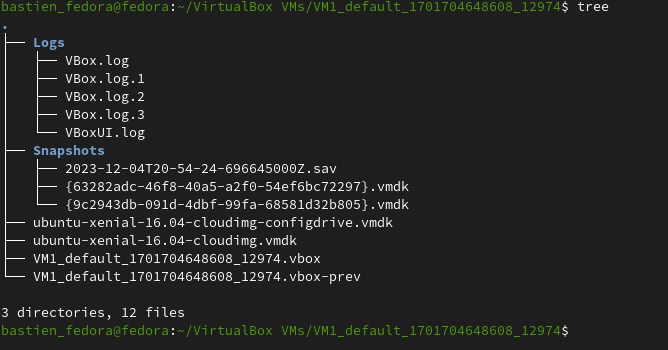 bastien_fedora@fedora:~/VirtualBox VMs/VM1_default_1701704648608_12974$ tree
.
├── Logs
│   ├── VBox.log
│   ├── VBox.log.1
│   ├── VBox.log.2
│   ├── VBox.log.3
│   └── VBoxUI.log
├── Snapshots
│   ├── 2023-12-04T20-54-24-696645000Z.sav
│   ├── {63282adc-46f8-40a5-a2f0-54ef6bc72297}.vmdk
│   └── {9c2943db-091d-4dbf-99fa-68581d32b805}.vmdk
├── ubuntu-xenial-16.04-cloudimg-configdrive.vmdk
├── ubuntu-xenial-16.04-cloudimg.vmdk
├── VM1_default_1701704648608_12974.vbox
└── VM1_default_1701704648608_12974.vbox-prev

3 directories, 12 files
bastien_fedora@fedora:~/VirtualBox VMs/VM1_default_1701704648608_12974$